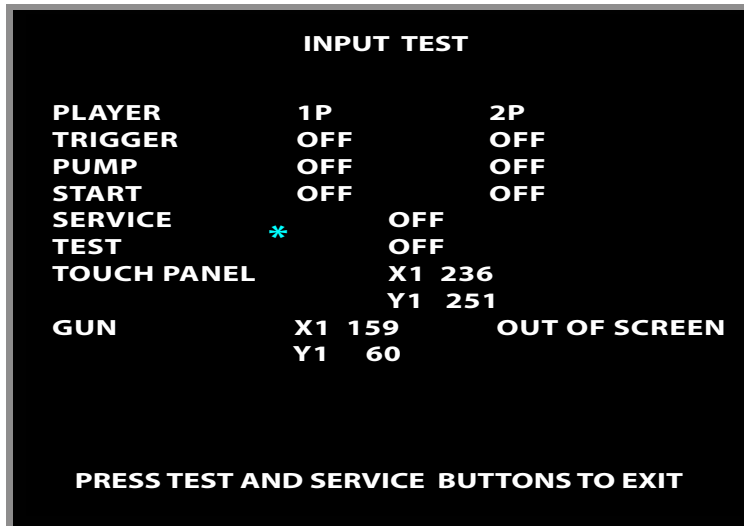 INPUT TEST
PLAYER 1P 2P
TRIGGER OFF OFF
PUMP OFF OFF
START OFF OFF
SERVICE OFF
*
TEST OFF
TOUCH PANEL X1 236
Y1 251
GUN X1 159 OUT OF SCREEN
Y1 60
PRESS TEST AND SERVICE BUTTONS TO EXIT